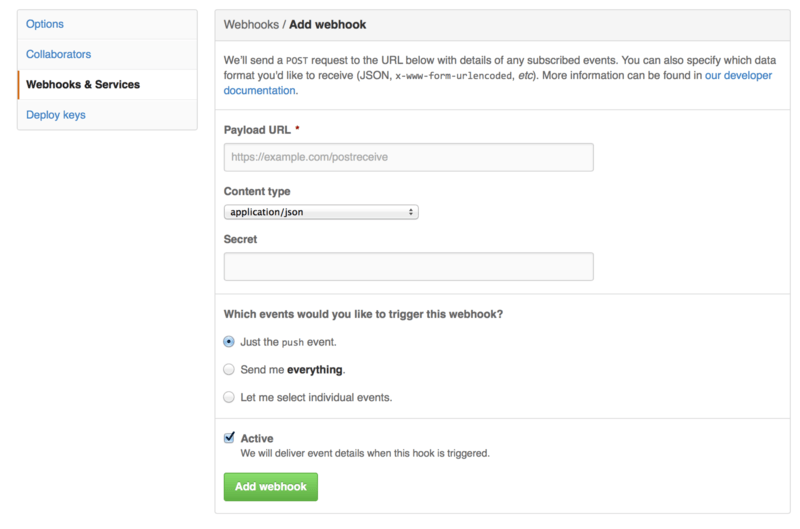 Options
Collaborators
Webhooks & Services
Deploy keys
Webhooks / Add webhook
We'll send a POST request to the URL below with details of any subscribed events. You can also specify which data
format you'd like to receive (JSON, x-www-form-urlencoded, etc). More information can be found in our developer
documentation.
Payload URL *
https://example.com/postreceive
Content type
application/json
Secret
Which events would you like to trigger this webhook?
Just the push event.
Send me everything.
Let me select individual events.
Active
We will deliver event details when this hook is triggered.
Add webhook